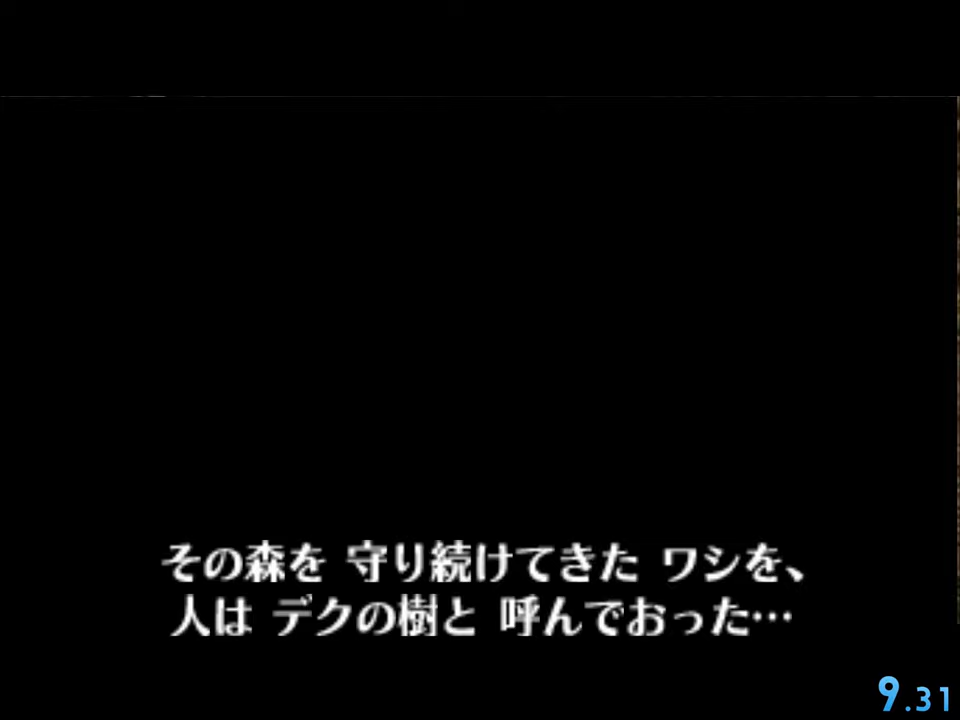 その森を 守り続けてきた ワシを、
人は デクの樹と 呼んでおった…
9.31